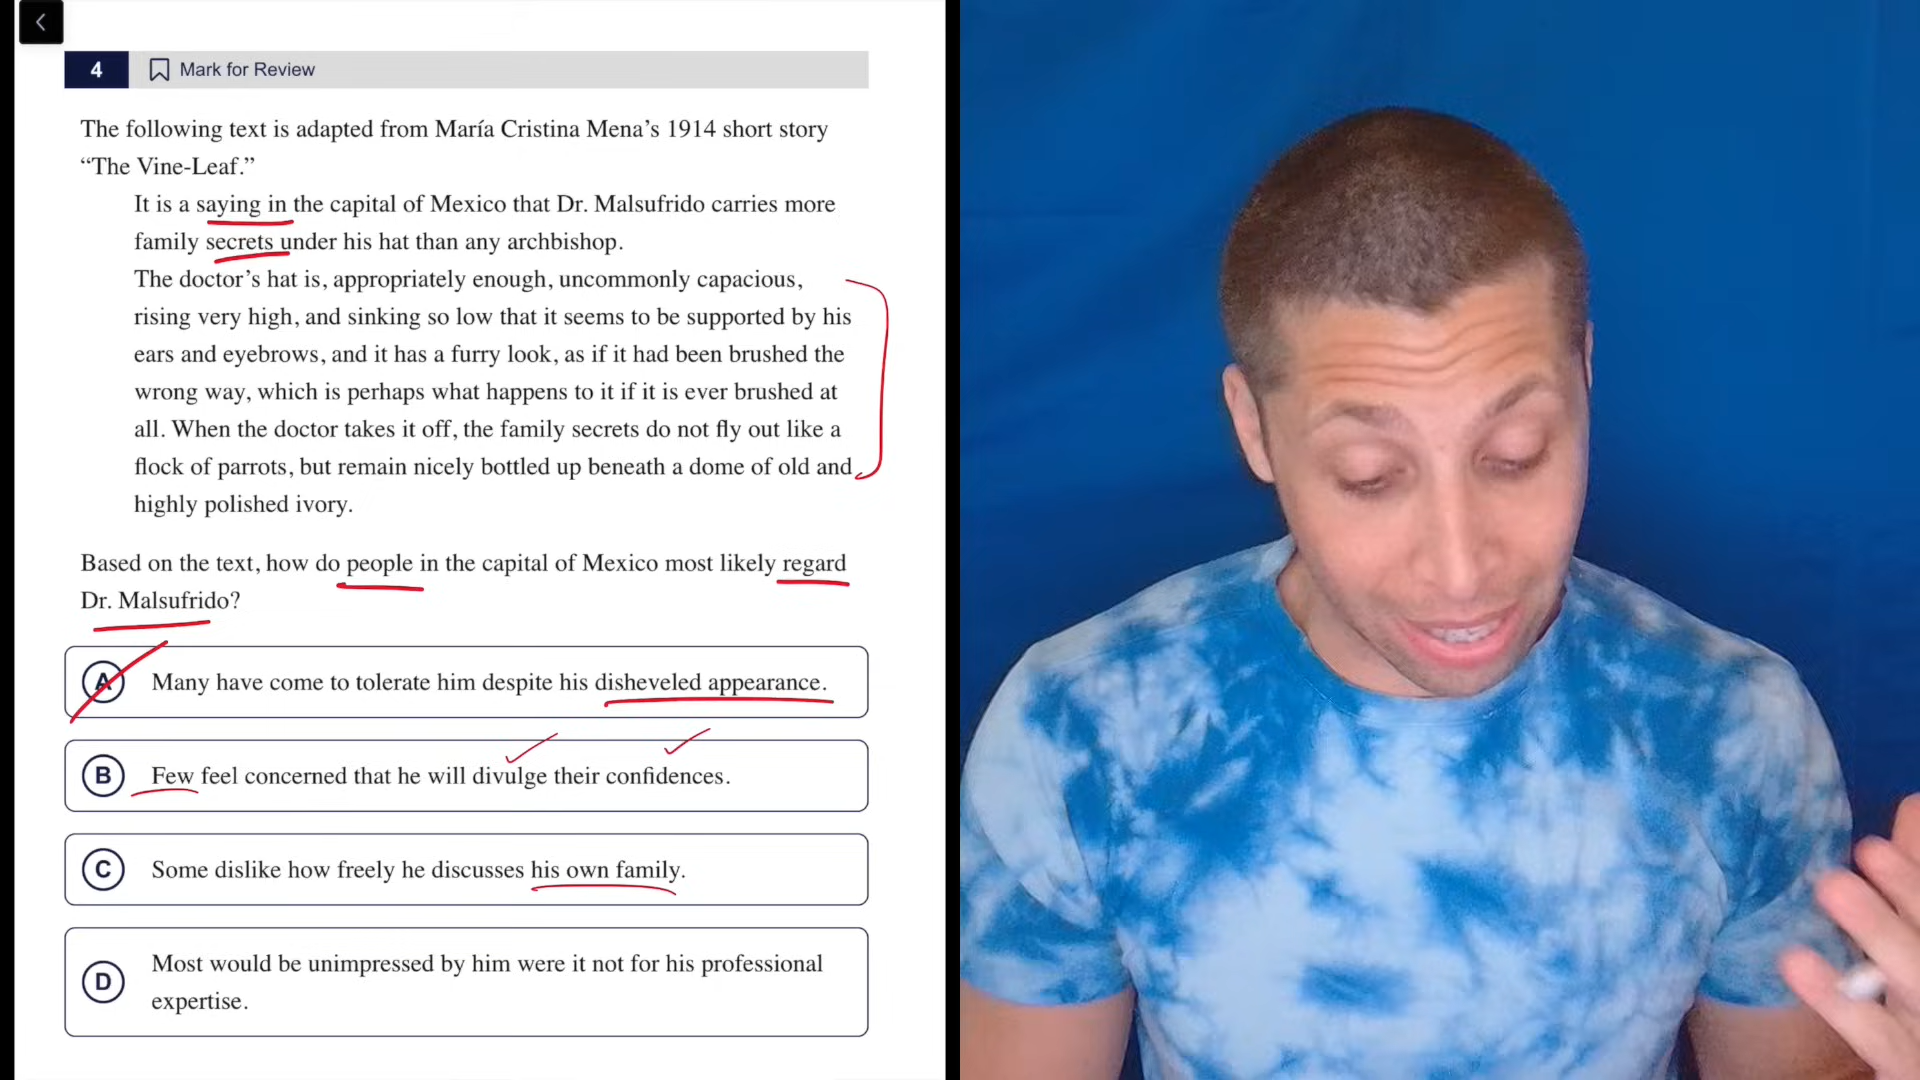 4 Mark for Review
The following text is adapted from María Cristina Mena’s 1914 short story
“The Vine-Leaf.”
It is a saying in the capital of Mexico that Dr. Malsufrido carries more
family secrets under his hat than any archbishop.
The doctor’s hat is, appropriately enough, uncommonly capacious,
rising very high, and sinking so low that it seems to be supported by his
ears and eyebrows, and it has a furry look, as if it had been brushed the
wrong way, which is perhaps what happens to it if it is ever brushed at
all. When the doctor takes it off, the family secrets do not fly out like a
flock of parrots, but remain nicely bottled up beneath a dome of old and
highly polished ivory.
Based on the text, how do people in the capital of Mexico most likely regard
Dr. Malsufrido?
A Many have come to tolerate him despite his disheveled appearance.
B Few feel concerned that he will divulge their confidences.
C Some dislike how freely he discusses his own family.
D Most would be unimpressed by him were it not for his professional
expertise.